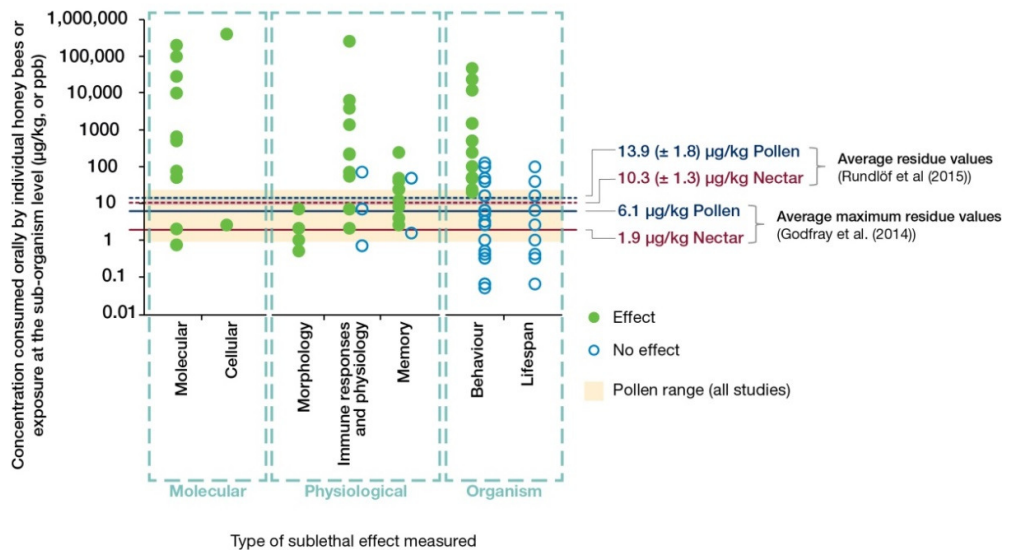 Concentration consumed orally by individual honey bees or
exposure at the sub-organism level (µg/kg, or ppb)
1,000,000
100,000
10,000
1000
100
10
1
0.1
0.01
13.9 (± 1.8) µg/kg Pollen
10.3 (± 1.3) µg/kg Nectar
Average residue values
(Rundlöf et al (2015))
6.1 µg/kg Pollen
1.9 µg/kg Nectar
Average maximum residue values
(Godfray et al. (2014))
Effect
No effect
Pollen range (all studies)
Molecular
Cellular
Morphology
Immune responses
and physiology
Memory
Behaviour
Lifespan
Molecular
Physiological
Organism
Type of sublethal effect measured